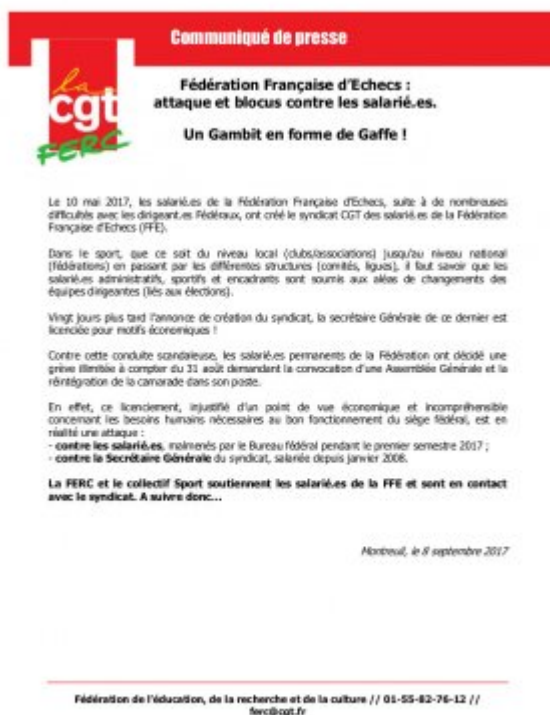 Communiqué de presse
la
cgt
FERC
Fédération Française d'Echecs :
attaque et blocus contre les salarié.es.
Un Gambit en forme de Gaffe !
Le 10 mai 2017, les salarié.es de la Fédération Française d'Echecs, suite à de nombreuses
difficultés avec les dirigeant.es Fédéraux, ont créé le syndicat CGT des salarié.es de la Fédération
Française d'Echecs (FFE).
Dans le sport, que ce soit du niveau local (clubs/associations) jusqu'au niveau national
(fédérations) en passant par les différentes structures (comités, ligues), il faut savoir que les
salarié.es administratifs, sportifs et encadrants sont soumis aux aléas de changements des
équipes dirigeantes (liés aux élections).
Vingt jours plus tard l'annonce de création du syndicat, la secrétaire Générale de ce dernier est
licenciée pour motifs économiques !
Contre cette conduite scandaleuse, les salarié.es permanents de la Fédération ont décidé une
grève illimitée à compter du 31 août demandant la convocation d'une Assemblée Générale et la
réintégration de la camarade dans son poste.
En effet, ce licenciement, injustifié d'un point de vue économique et incompréhensible
concernant les besoins humains nécessaires au bon fonctionnement du siège fédéral, est en
réalité une attaque :
- contre les salarié.es, malmenés par le Bureau fédéral pendant le premier semestre 2017 ;
- contre la Secrétaire Générale du syndicat, salariée depuis janvier 2008.
La FERC et le collectif Sport soutiennent les salarié.es de la FFE et sont en contact
avec le syndicat. A suivre donc...
Montreuil, le 8 septembre 2017
Fédération de l'éducation, de la recherche et de la culture // 01-55-82-76-12 //
ferc@cgt.fr